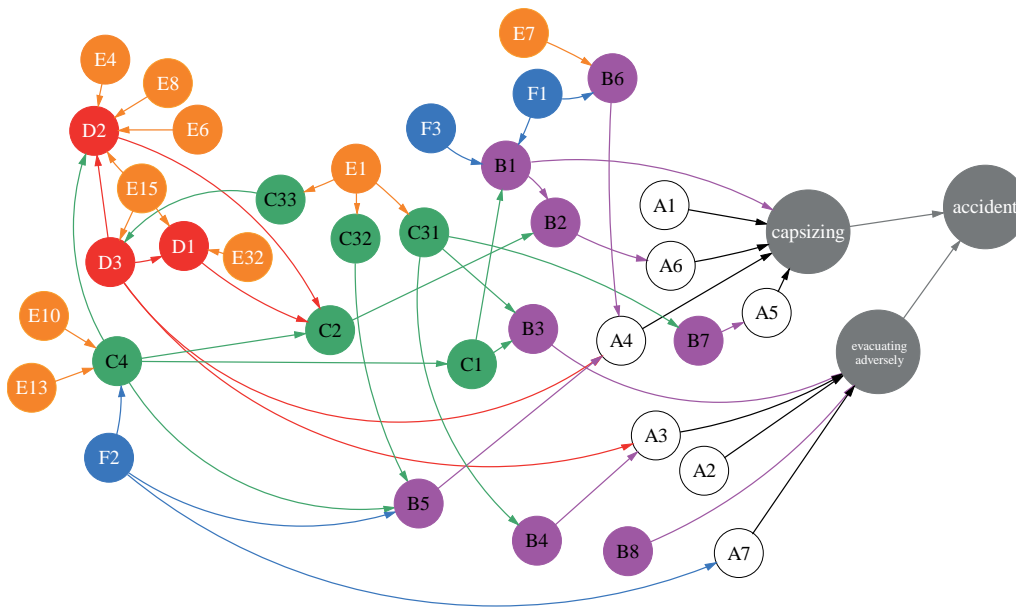 E7
E4
E8
B6
F1
E6
D2
F3
B1
E1
E15
C33
A1
accident
B2
capsizing
C31
C32
D1
E32
D3
A6
E10
A5
C2
B3
A4
B7
evacuating
adversely
C4
C1
E13
A3
F2
A2
B5
B4
B8
A7